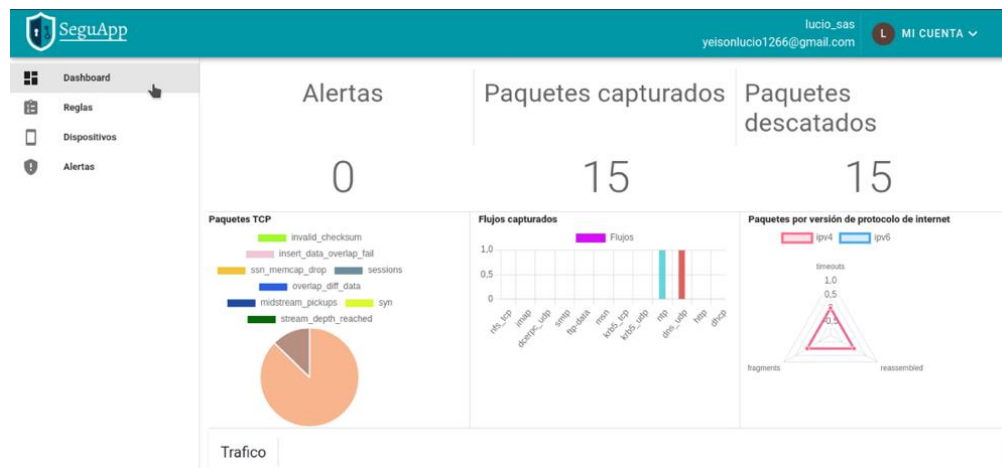 SeguApp
lucio_sas
yeisonlucio1266@gmail.com
L
MI CUENTA
Dashboard
Reglas
Dispositivos
Alertas
Alertas
0
Paquetes capturados
15
Paquetes
descatados
15
Paquetes TCP
invalid_checksum
insert_data_overlap_fail
ssn_memcap_drop sessions
overlap_diff_data
midstream_pickups syn
stream_depth_reached
Flujos capturados
Flujos
1,0
0,5
0
nfs_tcp imap dcerpc_udp smtp ftp-data msn krb5_tcp krb5_udp ntp dns_udp http dhcp
Paquetes por versión de protocolo de internet
ipv4 ipv6
timeouts
1,0
0,5
-0,5
fragments reassembled
Trafico